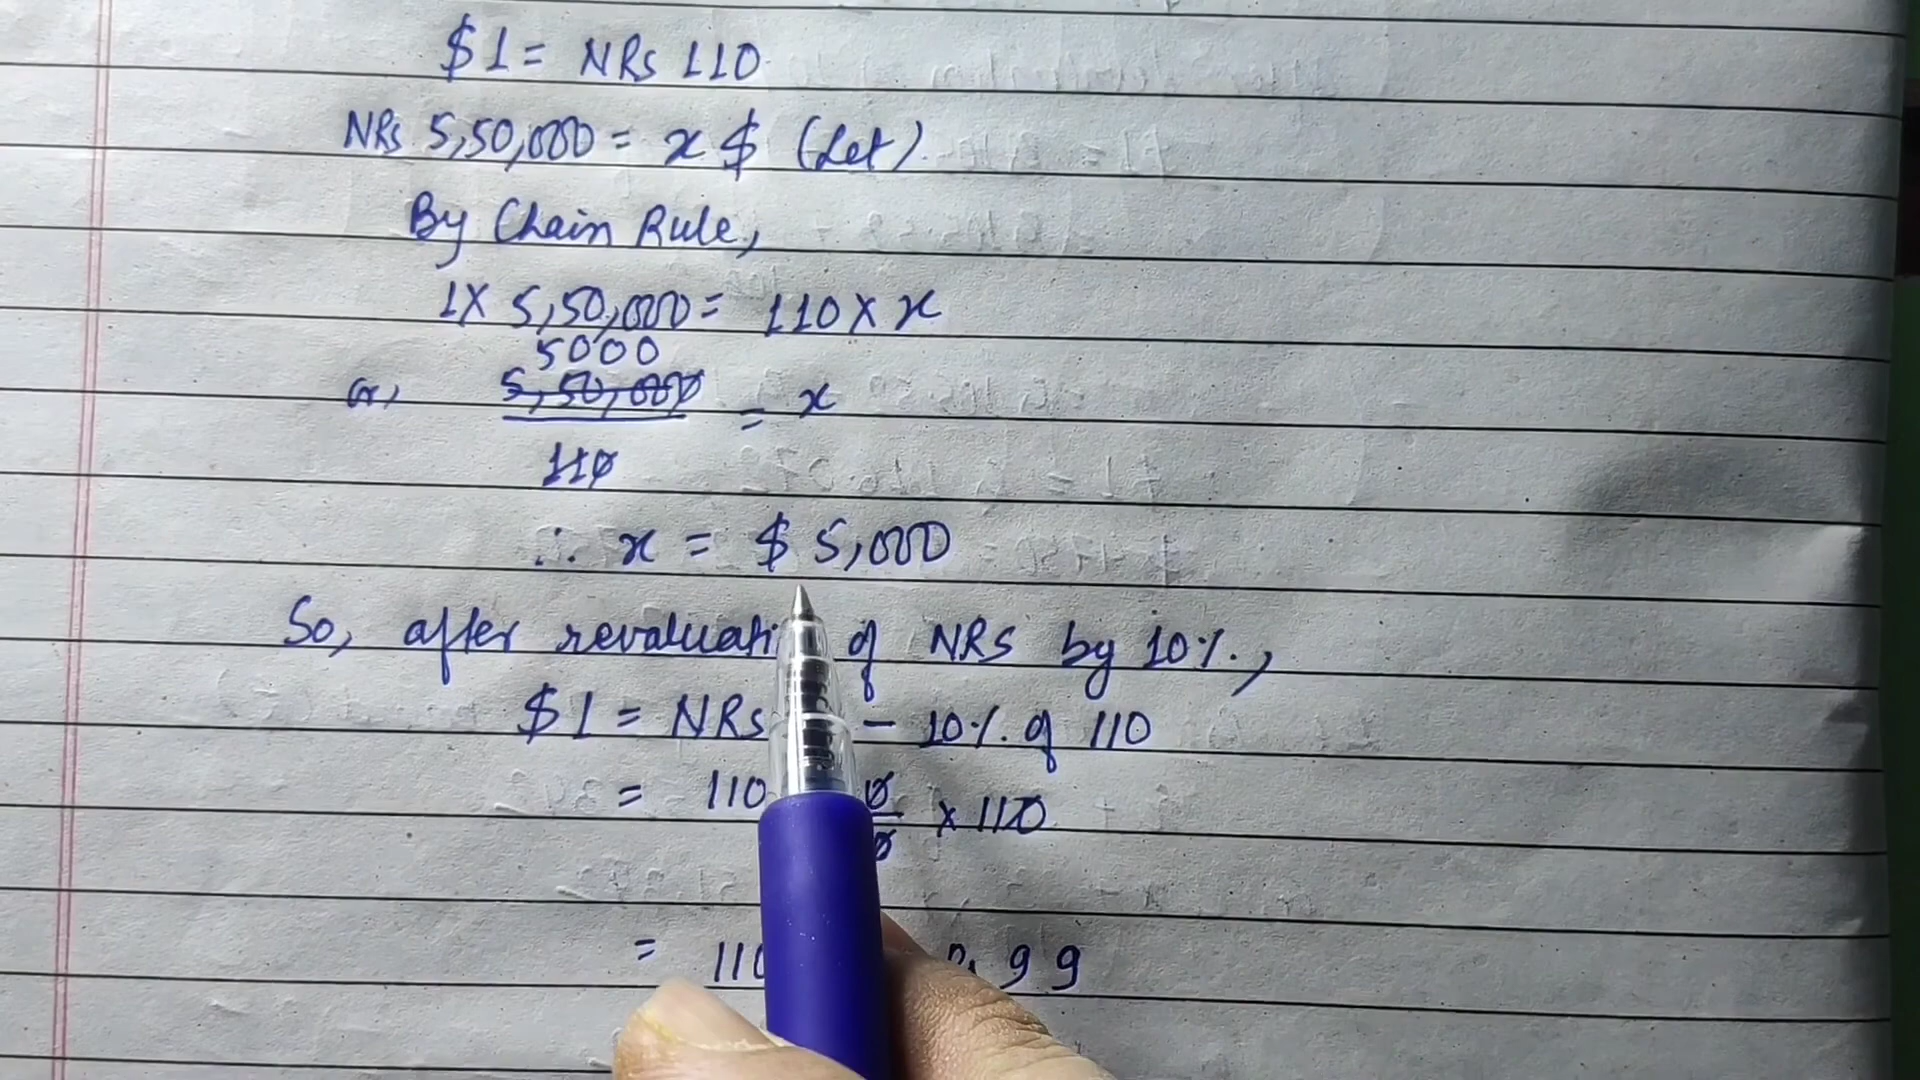 $1 = NRs 110
NRs 5,50,000 = x $ (Let).
By Chain Rule,
1 X 5,50,000 = 110 X x
5000
or, 5,50,000 = x
110
∴ x = $ 5,000
So, after of NRS by 10%,
$1 = NRs - 10% of 110
= 110 x 110
= 99